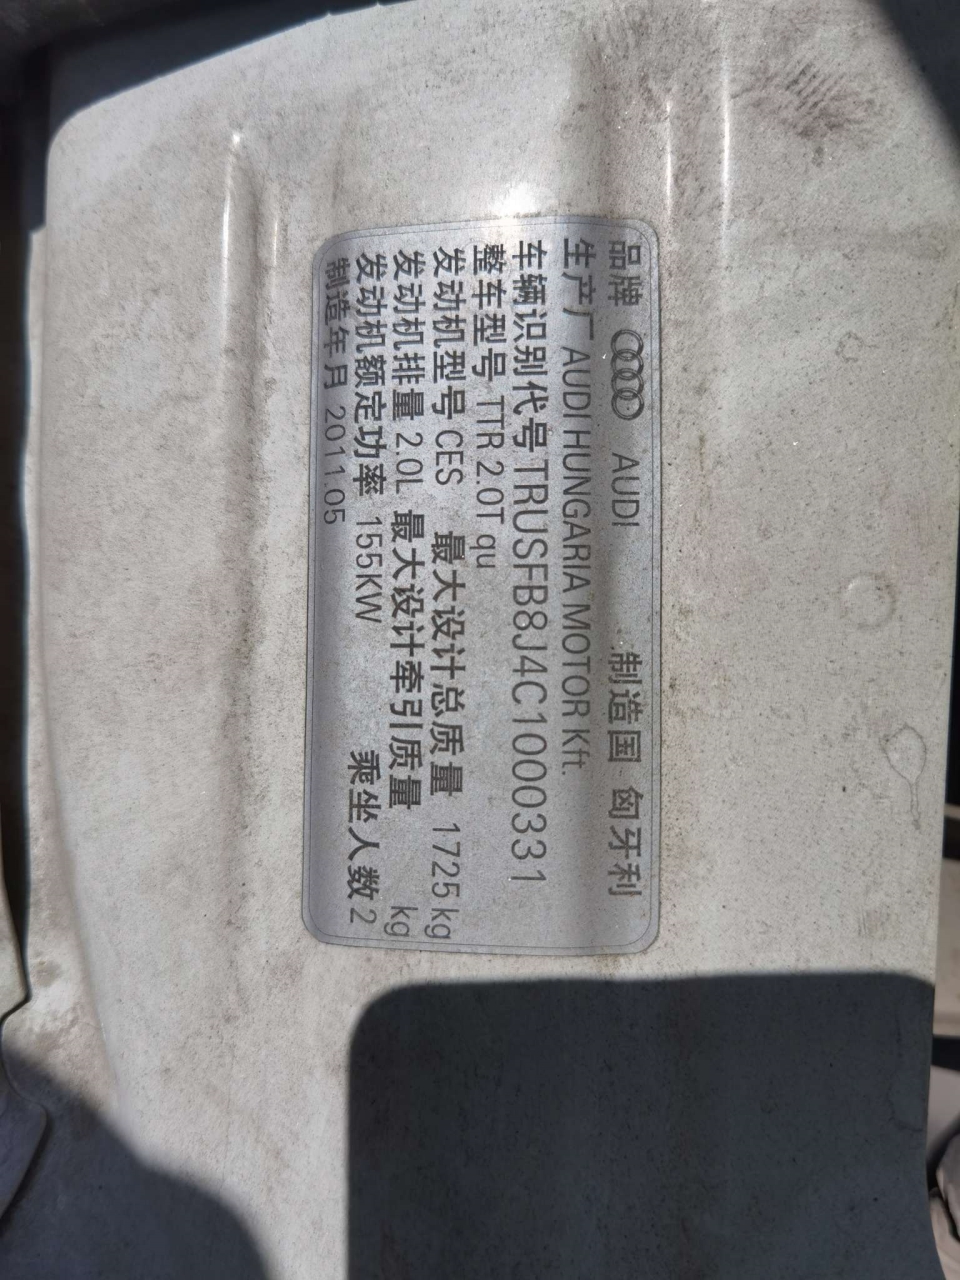 品牌 AUDI 制造国 匈牙利
生产厂 AUDI HUNGARIA MOTOR Kft.
车辆识别代号 TRUSFB8J4C1000331
整车型号 TTR 2.0T qu
发动机型号 CES 最大设计总质量 1725 kg
发动机排量 2.0L 最大设计牵引质量 kg
发动机额定功率 155KW 乘坐人数 2
制造年月 2011.05